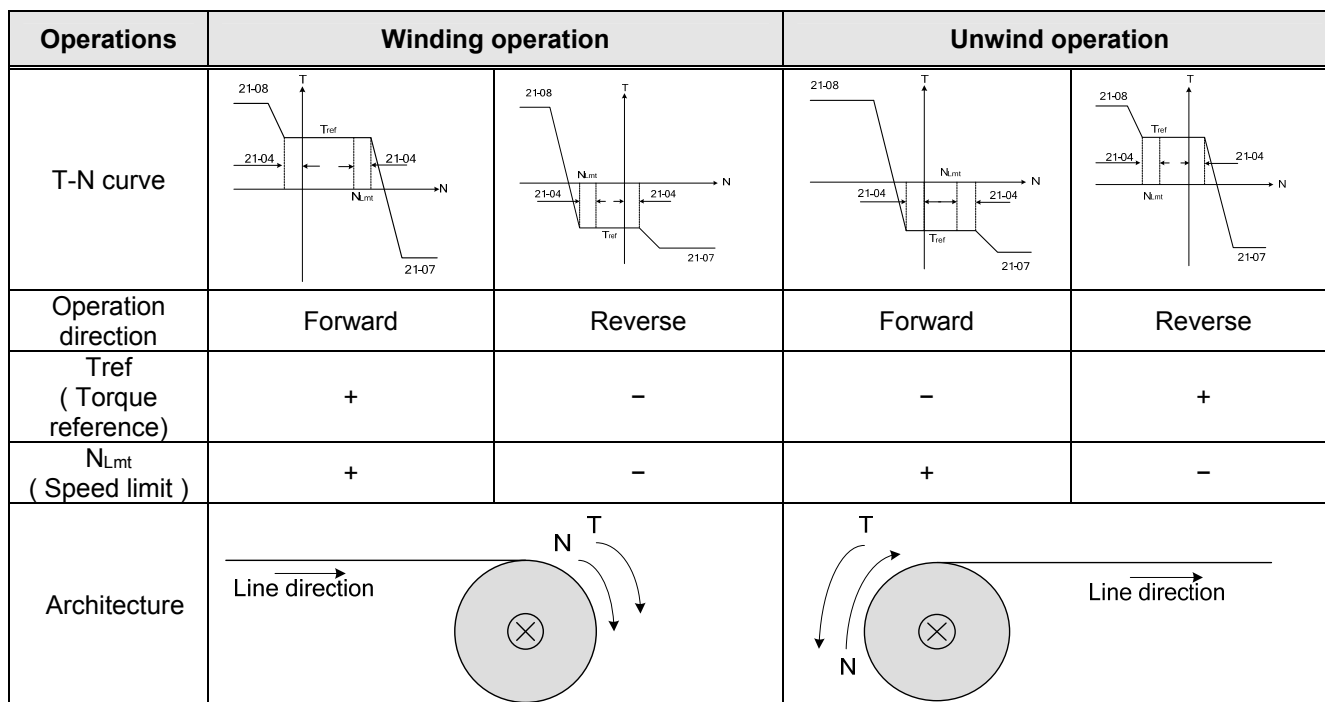 Operations Winding operation Unwind operation
T-N curve
T
21-08
Tref
21-04
21-04
N
NLmt
21-07
T
21-08
N
NLmt
21-04
21-04
Tref
21-07
T
21-08
N
NLmt
21-04
21-04
Tref
21-07
T
21-08
Tref
21-04
21-04
N
NLmt
21-07
Operation
direction
Forward Reverse Forward Reverse
Tref
( Torque
reference)
+ − − +
NLmt
( Speed limit )
+ − + −
Architecture
T
N
Line direction
T
N
Line direction